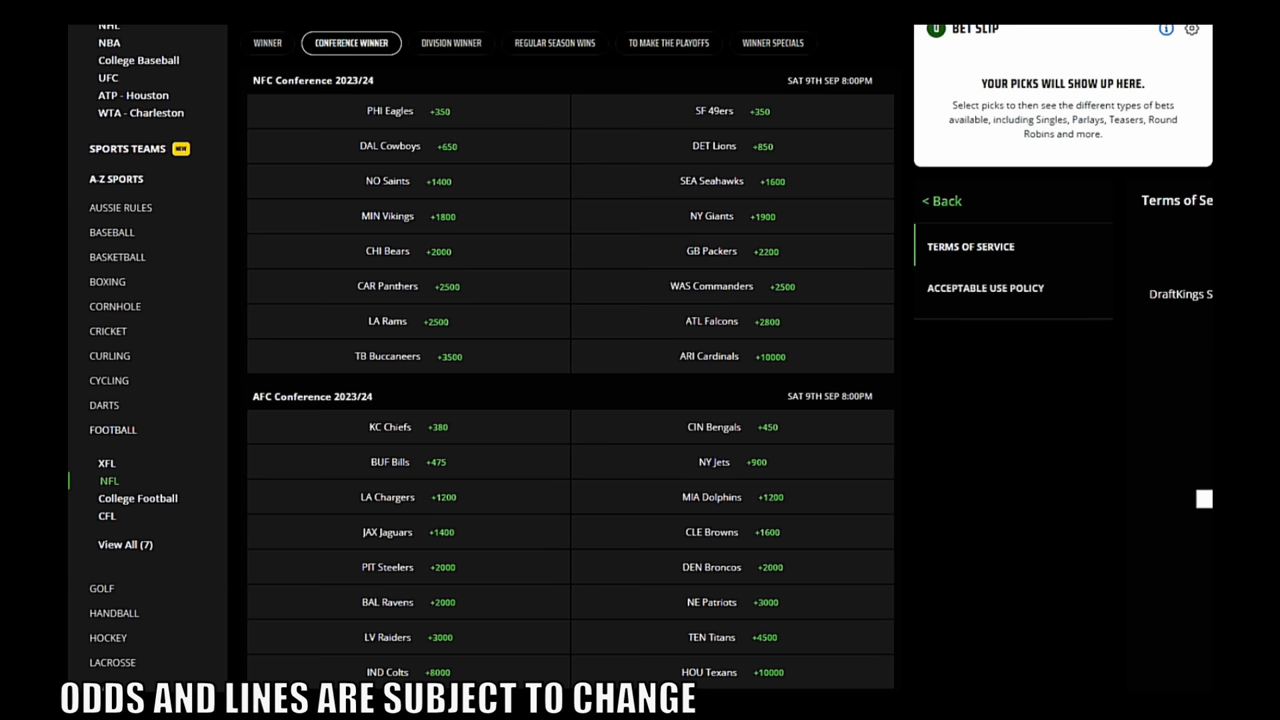 NHL
NBA
College Baseball
UFC
ATP - Houston
WTA - Charleston
SPORTS TEAMS NEW
A-Z SPORTS
AUSSIE RULES
BASEBALL
BASKETBALL
BOXING
CORNHOLE
CRICKET
CURLING
CYCLING
DARTS
FOOTBALL
XFL
NFL
College Football
CFL
View All (7)
GOLF
HANDBALL
HOCKEY
LACROSSE
WINNER CONFERENCE WINNER DIVISION WINNER REGULAR SEASON WINS TO MAKE THE PLAYOFFS WINNER SPECIALS
NFC Conference 2023/24 SAT 9TH SEP 8:00PM
PHI Eagles +350 SF 49ers +350
DAL Cowboys +650 DET Lions +850
NO Saints +1400 SEA Seahawks +1600
MIN Vikings +1800 NY Giants +1900
CHI Bears +2000 GB Packers +2200
CAR Panthers +2500 WAS Commanders +2500
LA Rams +2500 ATL Falcons +2800
TB Buccaneers +3500 ARI Cardinals +10000
AFC Conference 2023/24 SAT 9TH SEP 8:00PM
KC Chiefs +380 CIN Bengals +450
BUF Bills +475 NY Jets +900
LA Chargers +1200 MIA Dolphins +1200
JAX Jaguars +1400 CLE Browns +1600
PIT Steelers +2000 DEN Broncos +2000
BAL Ravens +2000 NE Patriots +3000
LV Raiders +3000 TEN Titans +4500
IND Colts +8000 HOU Texans +10000
0 BET SLIP
YOUR PICKS WILL SHOW UP HERE.
Select picks to then see the different types of bets
available, including Singles, Parlays, Teasers, Round
Robins and more.
< Back
TERMS OF SERVICE
ACCEPTABLE USE POLICY
Terms of Se
DraftKings S
ODDS AND LINES ARE SUBJECT TO CHANGE